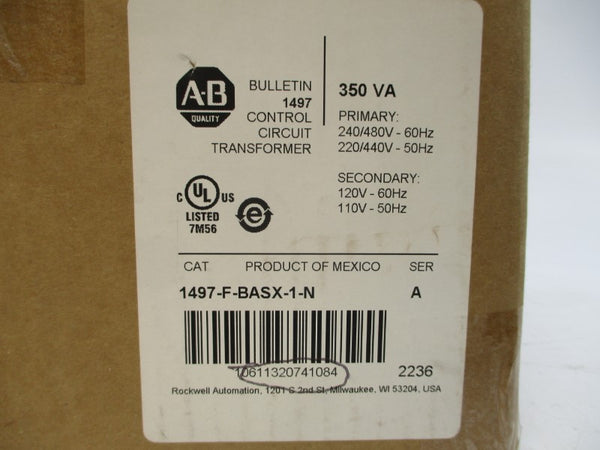 A-B
QUALITY
BULLETIN
1497
CONTROL
CIRCUIT
TRANSFORMER
350 VA
PRIMARY:
240/480V - 60Hz
220/440V - 50Hz
SECONDARY:
120V - 60Hz
110V - 50Hz
C UL US
LISTED
7M56
e
CAT PRODUCT OF MEXICO SER
1497-F-BASX-1-N A
10611320741084 2236
Rockwell Automation, 1201 S 2nd St, Milwaukee, WI 53204, USA